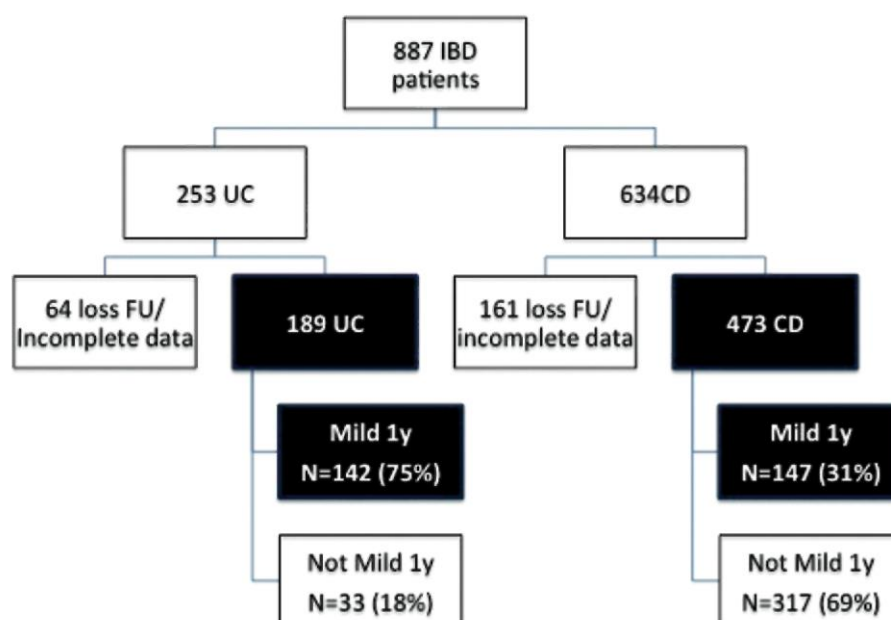 887 IBD
patients
253 UC
634CD
64 loss FU/
Incomplete data
189 UC
161 loss FU/
incomplete data
473 CD
Mild 1y
N=142 (75%)
Mild 1y
N=147 (31%)
Not Mild 1y
N=33 (18%)
Not Mild 1y
N=317 (69%)